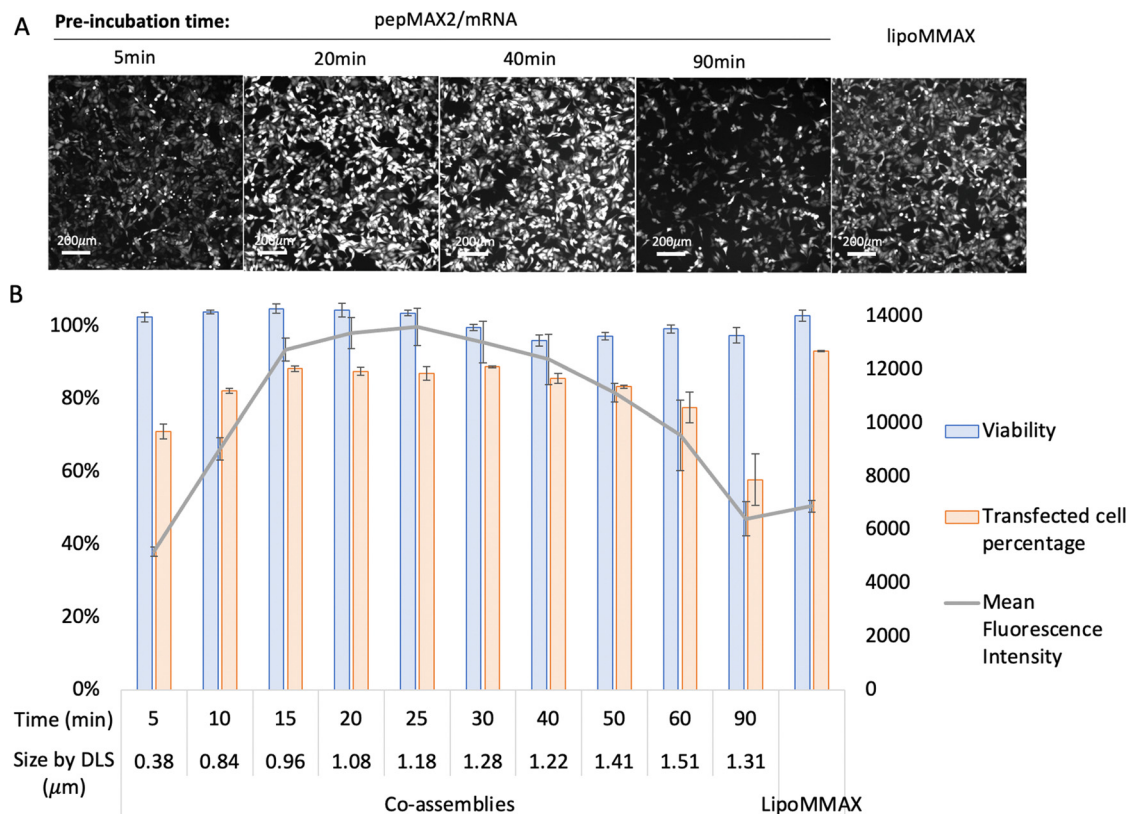 A
Pre-incubation time: pepMAX2/mRNA lipoMMAX
5min 20min 40min 90min
200μm 200μm 200μm 200μm 200μm
B
100% 14000
12000
80% 10000
Viability
60% 8000
Transfected cell
percentage
6000
40% 4000
Mean
Fluorescence
Intensity
20% 2000
0% 0
Time (min) 5 10 15 20 25 30 40 50 60 90
Size by DLS 0.38 0.84 0.96 1.08 1.18 1.28 1.22 1.41 1.51 1.31
(μm)
Co-assemblies LipoMMAX